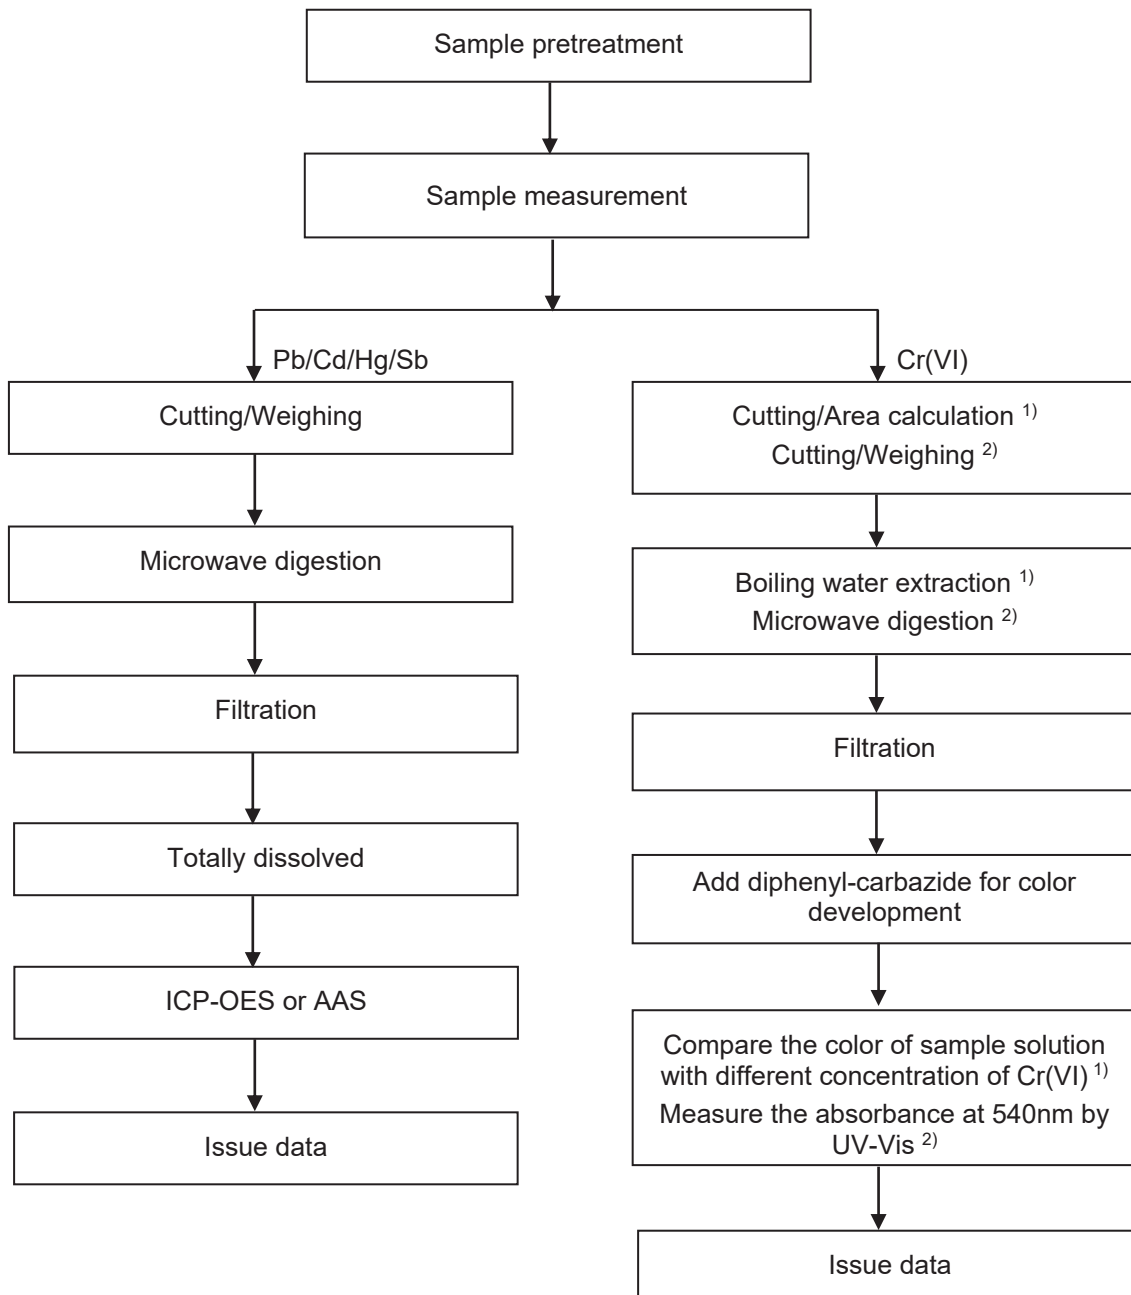 Sample pretreatment
Sample measurement
Pb/Cd/Hg/Sb
Cutting/Weighing
Microwave digestion
Filtration
Totally dissolved
ICP-OES or AAS
Issue data
Cr(VI)
Cutting/Area calculation 1)
Cutting/Weighing 2)
Boiling water extraction 1)
Microwave digestion 2)
Filtration
Add diphenyl-carbazide for color
development
Compare the color of sample solution
with different concentration of Cr(VI) 1)
Measure the absorbance at 540nm by
UV-Vis 2)
Issue data